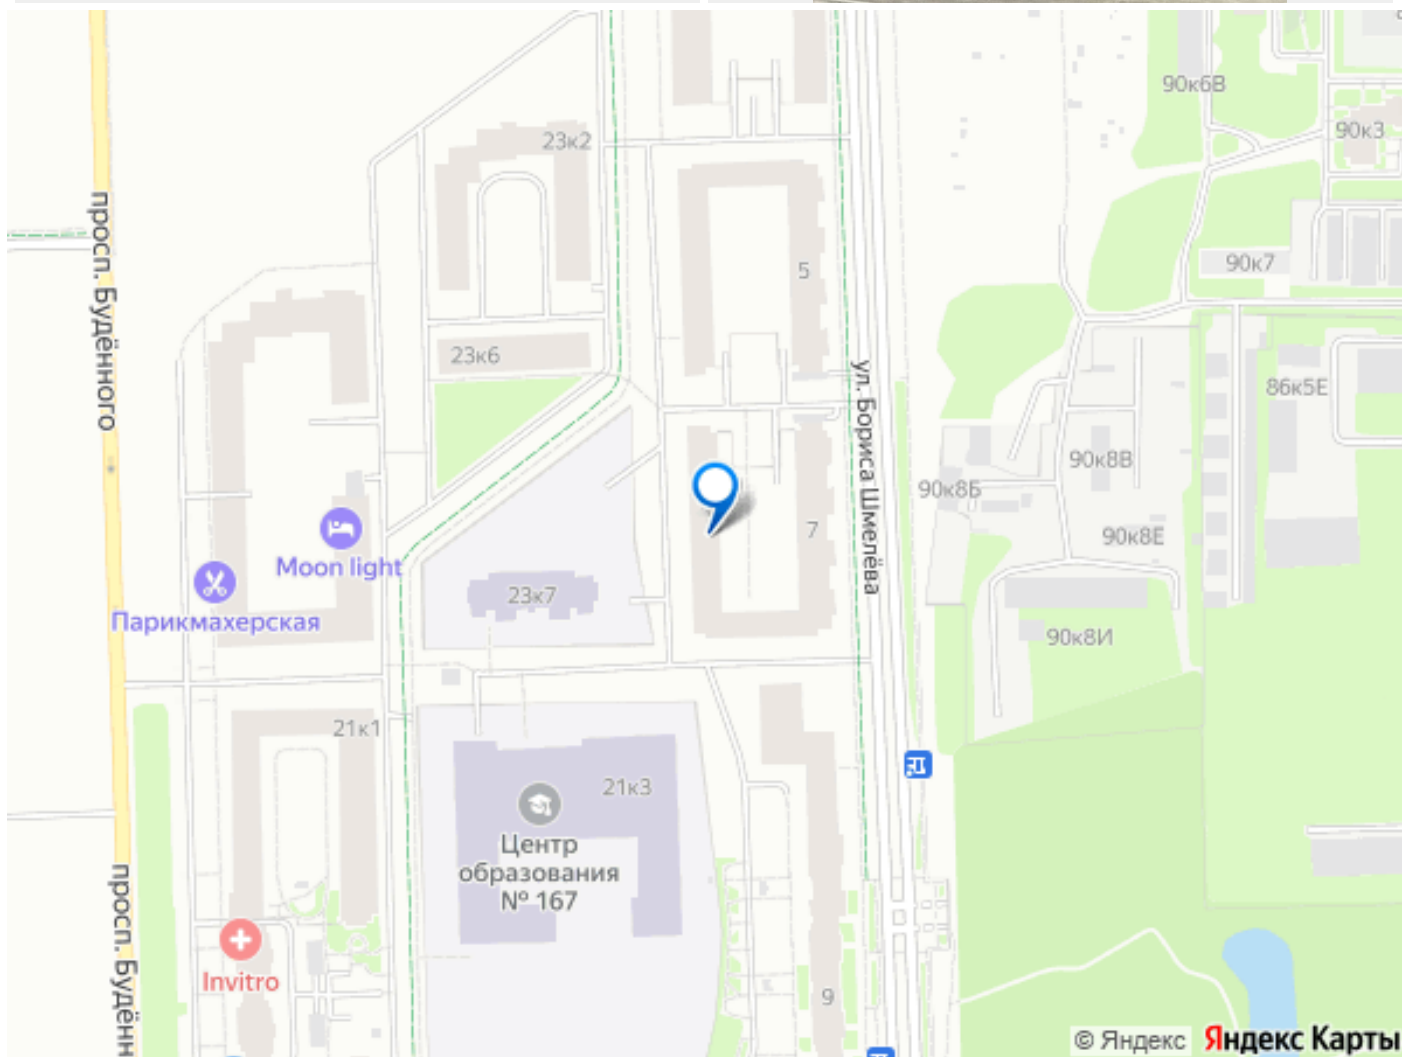 90к6В
23к2
90к3
просп. Будённого
90к7
5
23к6
ул. Бориса Шмелёва
86к5Е
90к8В
90к8Б
7
90к8Е
Moon light
23к7
Парикмахерская
90к8И
21к1
21к3
Центр
образования
№ 167
просп. Будённ
Invitro
9
© Яндекс Яндекс Карты